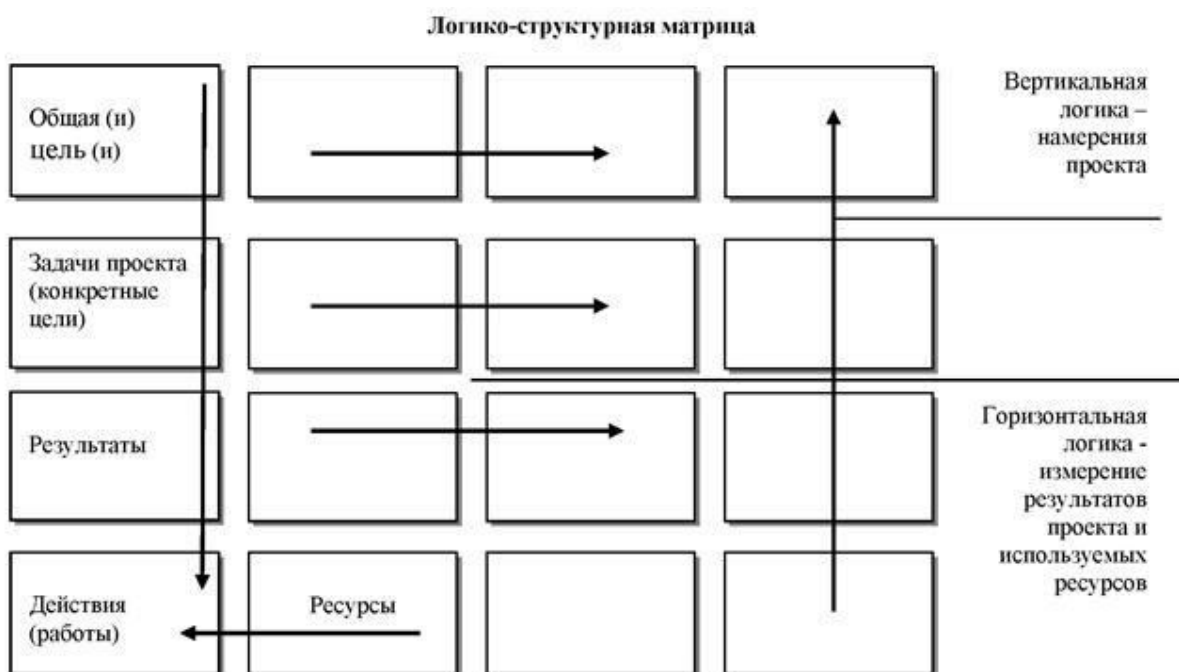 Логико-структурная матрица
Общая (и)
цель (и)
Вертикальная
логика –
намерения
проекта
Задачи проекта
(конкретные
цели)
Результаты
Горизонтальная
логика -
измерение
результатов
проекта и
используемых
ресурсов
Действия
(работы)
Ресурсы